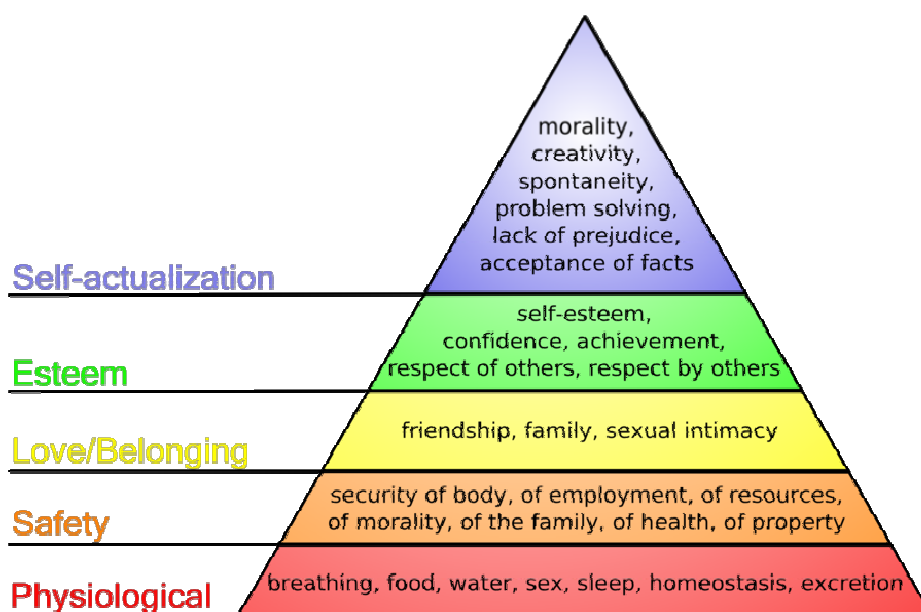 morality,
creativity,
spontaneity,
problem solving,
lack of prejudice,
acceptance of facts
Self-actualization
self-esteem,
confidence, achievement,
respect of others, respect by others
Esteem
friendship, family, sexual intimacy
Love/Belonging
security of body, of employment, of resources,
of morality, of the family, of health, of property
Safety
breathing, food, water, sex, sleep, homeostasis, excretion
Physiological